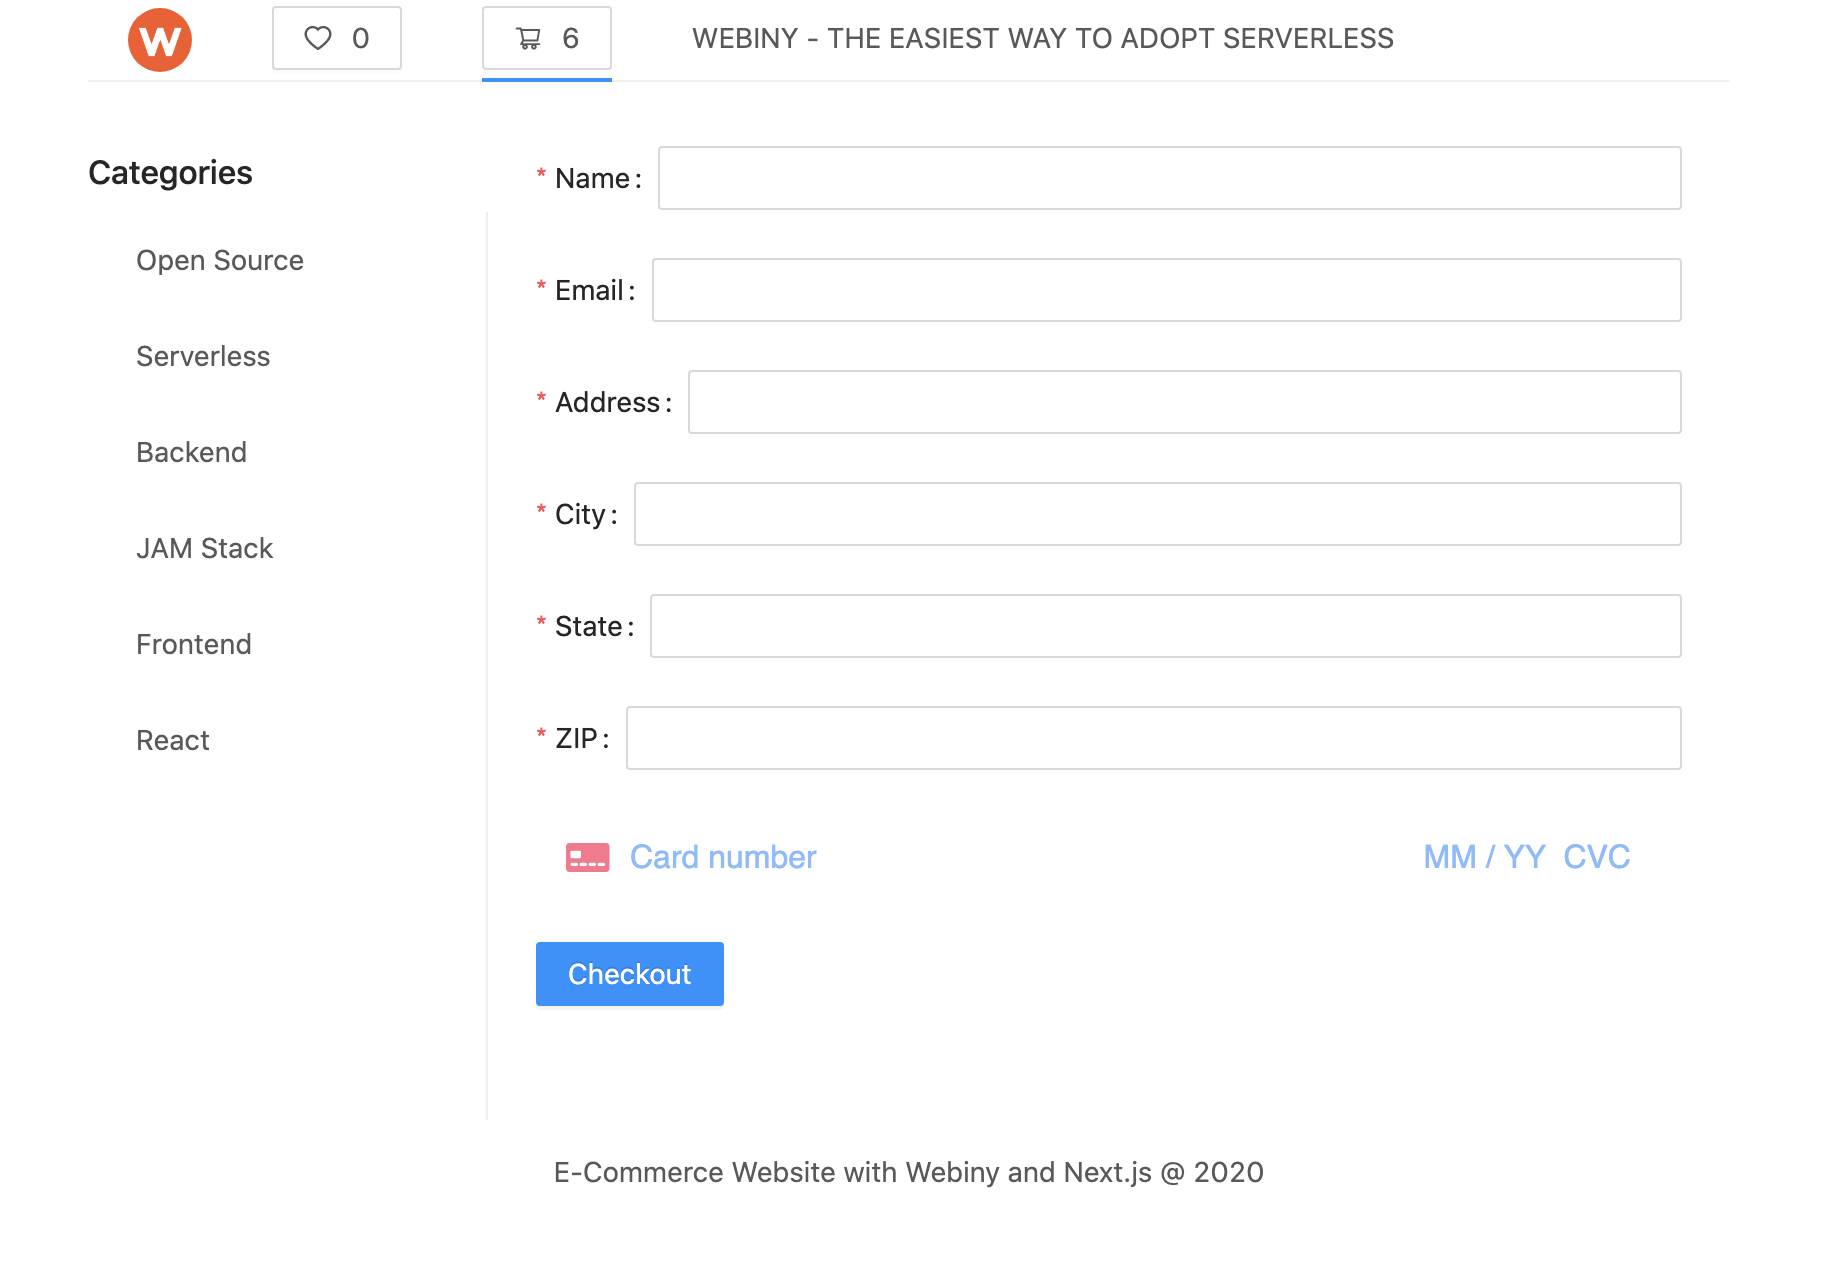 W
0
6
WEBINY - THE EASIEST WAY TO ADOPT SERVERLESS
Categories
Open Source
Serverless
Backend
JAM Stack
Frontend
React
* Name:
* Email:
* Address:
* City:
* State:
* ZIP:
Card number MM / YY CVC
Checkout
E-Commerce Website with Webiny and Next.js @ 2020